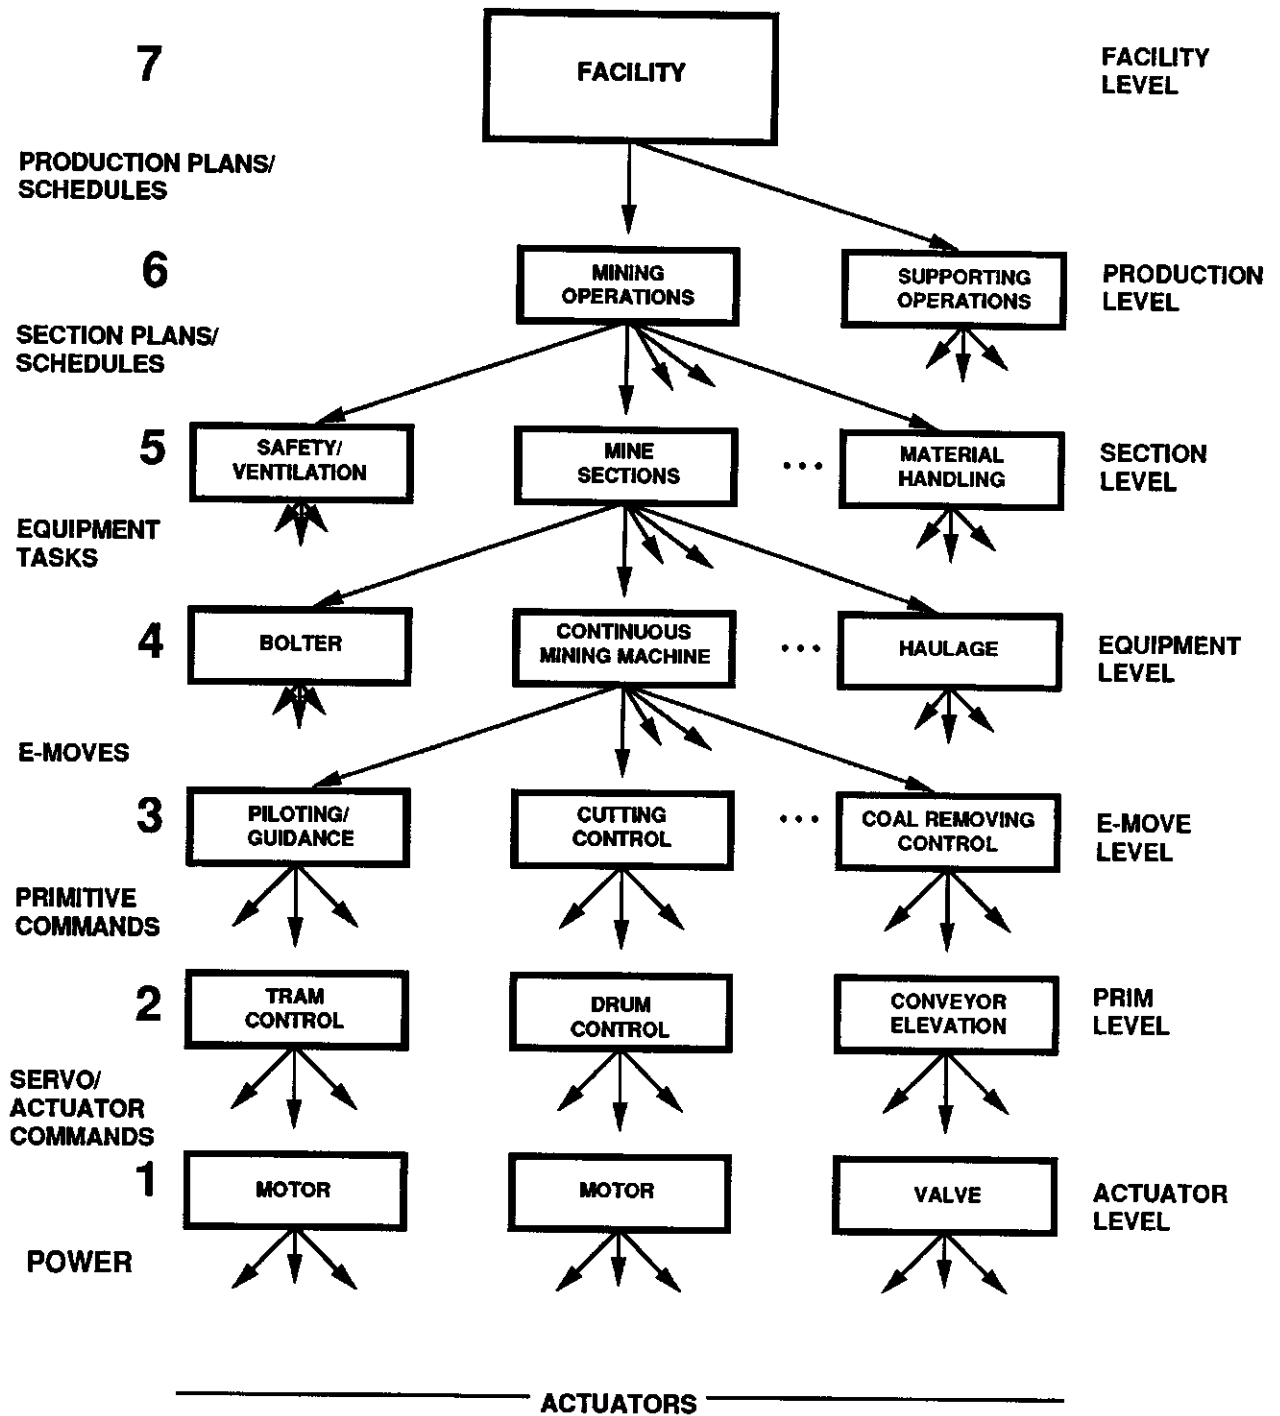 7
FACILITY
FACILITY
LEVEL
PRODUCTION PLANS/
SCHEDULES
6
MINING
OPERATIONS
SUPPORTING
OPERATIONS
PRODUCTION
LEVEL
SECTION PLANS/
SCHEDULES
5
SAFETY/
VENTILATION
MINE
SECTIONS
...
MATERIAL
HANDLING
SECTION
LEVEL
EQUIPMENT
TASKS
4
BOLTER
CONTINUOUS
MINING MACHINE
...
HAULAGE
EQUIPMENT
LEVEL
E-MOVES
3
PILOTING/
GUIDANCE
CUTTING
CONTROL
...
COAL REMOVING
CONTROL
E-MOVE
LEVEL
PRIMITIVE
COMMANDS
2
TRAM
CONTROL
DRUM
CONTROL
CONVEYOR
ELEVATION
PRIM
LEVEL
SERVO/
ACTUATOR
COMMANDS
1
MOTOR
MOTOR
VALVE
ACTUATOR
LEVEL
POWER
ACTUATORS